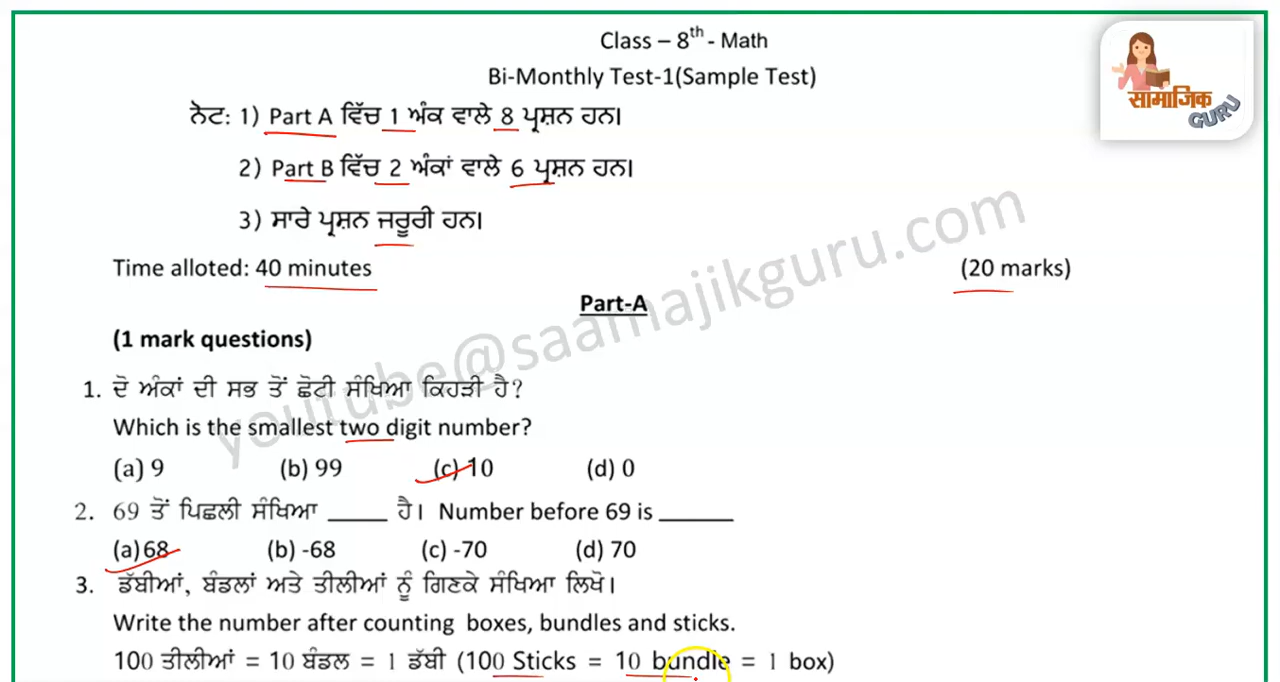 Class – 8th - Math
Bi-Monthly Test-1(Sample Test)
सामाजिक
GURU
ਨੋਟ: 1) Part A ਵਿੱਚ 1 ਅੰਕ ਵਾਲੇ 8 ਪ੍ਰਸ਼ਨ ਹਨ।
2) Part B ਵਿੱਚ 2 ਅੰਕਾਂ ਵਾਲੇ 6 ਪ੍ਰਸ਼ਨ ਹਨ।
3) ਸਾਰੇ ਪ੍ਰਸ਼ਨ ਜਰੂਰੀ ਹਨ।
Time alloted: 40 minutes (20 marks)
Part-A
(1 mark questions)
youtube@saamajikguru.com
1. ਦੋ ਅੰਕਾਂ ਦੀ ਸਭ ਤੋਂ ਛੋਟੀ ਸੰਖਿਆ ਕਿਹੜੀ ਹੈ?
Which is the smallest two digit number?
(a) 9 (b) 99 (c) 10 (d) 0
2. 69 ਤੋਂ ਪਿਛਲੀ ਸੰਖਿਆ _____ ਹੈ। Number before 69 is ______
(a) 68 (b) -68 (c) -70 (d) 70
3. ਡੱਬੀਆਂ, ਬੰਡਲਾਂ ਅਤੇ ਤੀਲੀਆਂ ਨੂੰ ਗਿਣਕੇ ਸੰਖਿਆ ਲਿਖੋ।
Write the number after counting boxes, bundles and sticks.
100 ਤੀਲੀਆਂ = 10 ਬੰਡਲ = 1 ਡੱਬੀ (100 Sticks = 10 bundle = 1 box)